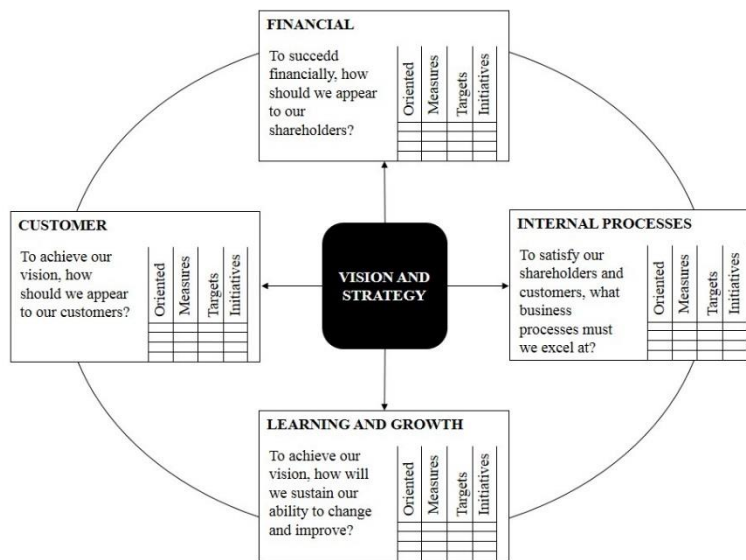 FINANCIAL
To succedd
financially, how
should we appear
to our
shareholders?
Oriented
Measures
Targets
Initiatives
CUSTOMER
To achieve our
vision, how
should we appear
to our customers?
Oriented
Measures
Targets
Initiatives
VISION AND
STRATEGY
INTERNAL PROCESSES
To satisfy our
shareholders and
customers, what
business
processes must
we excel at?
Oriented
Measures
Targets
Initiatives
LEARNING AND GROWTH
To achieve our
vision, how will
we sustain our
ability to change
and improve?
Oriented
Measures
Targets
Initiatives